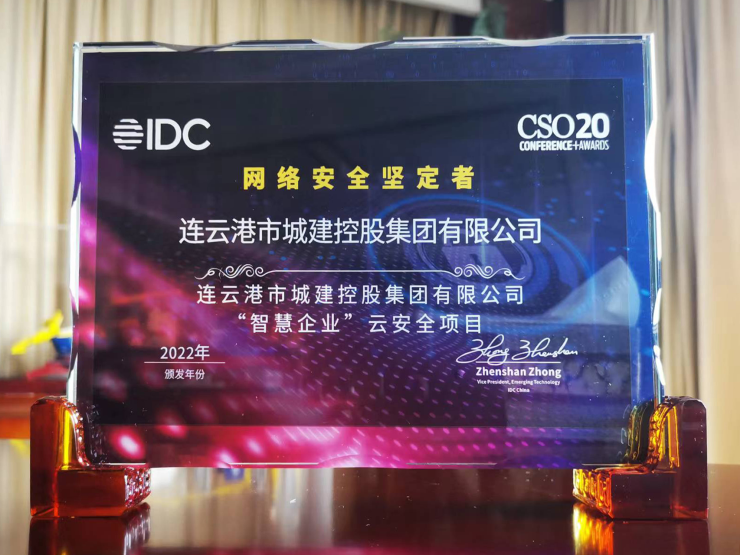 IDC
CSO20
CONFERENCE+AWARDS
网络安全坚定者
连云港市城建控股集团有限公司
连云港市城建控股集团有限公司
“智慧企业”云安全项目
2022年
颁发年份
Zhenshan Zhong
Zhenshan Zhong
Vice President, Emerging Technology
IDC China